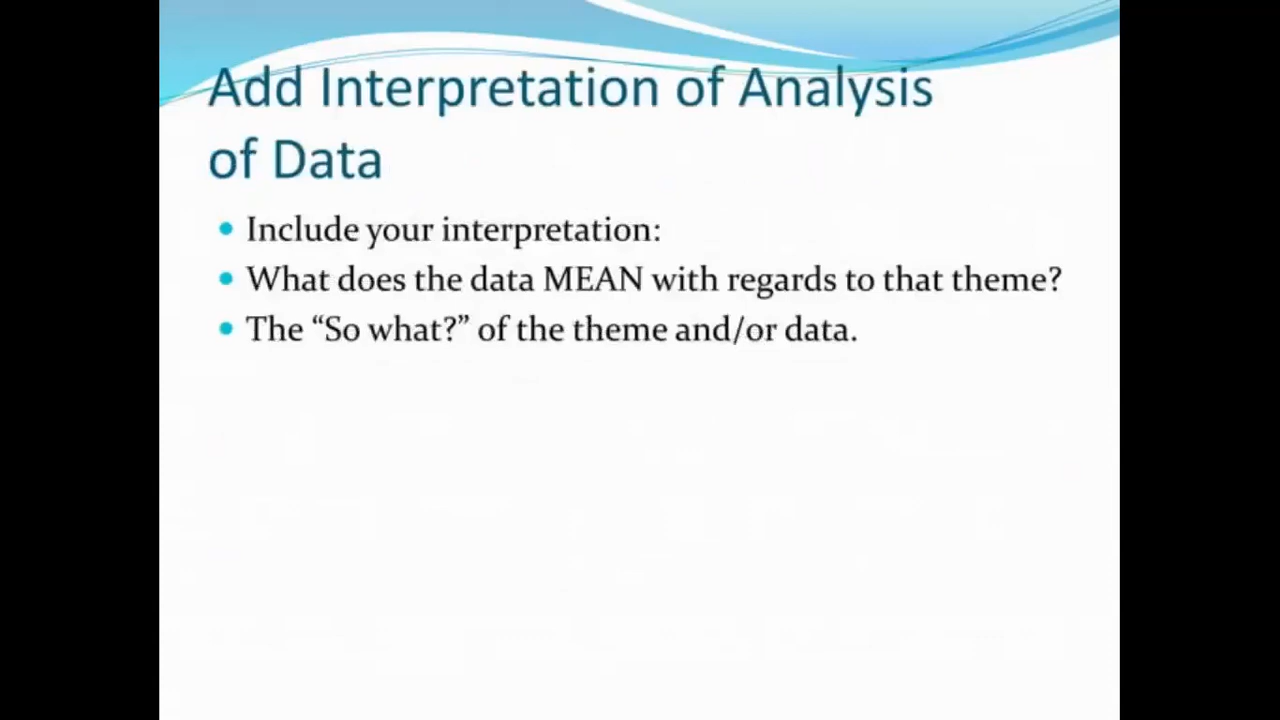 Add Interpretation of Analysis
of Data
• Include your interpretation:
• What does the data MEAN with regards to that theme?
• The “So what?” of the theme and/or data.